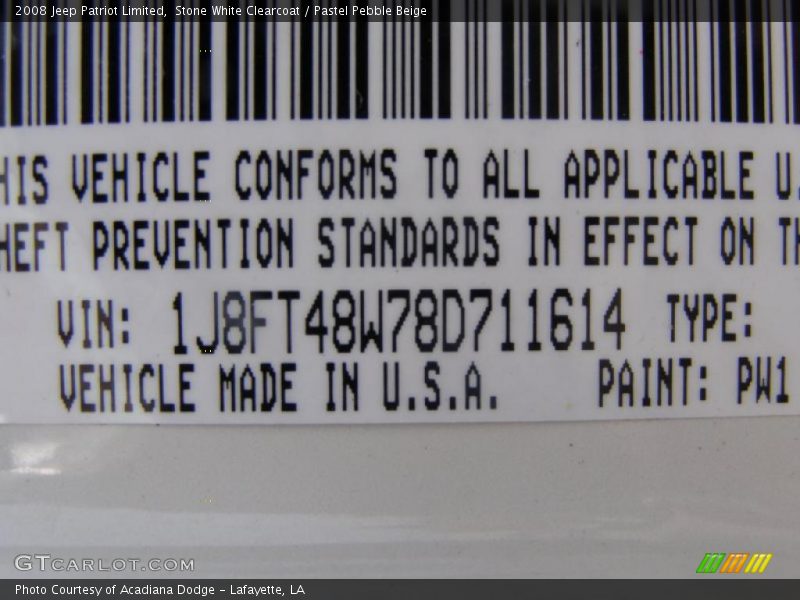 2008 Jeep Patriot Limited, Stone White Clearcoat / Pastel Pebble Beige
HIS VEHICLE CONFORMS TO ALL APPLICABLE U.
HEFT PREVENTION STANDARDS IN EFFECT ON TH
VIN: 1J8FT48W78D711614 TYPE:
VEHICLE MADE IN U.S.A. PAINT: PW1
GTCARLOT.COM
Photo Courtesy of Acadiana Dodge - Lafayette, LA